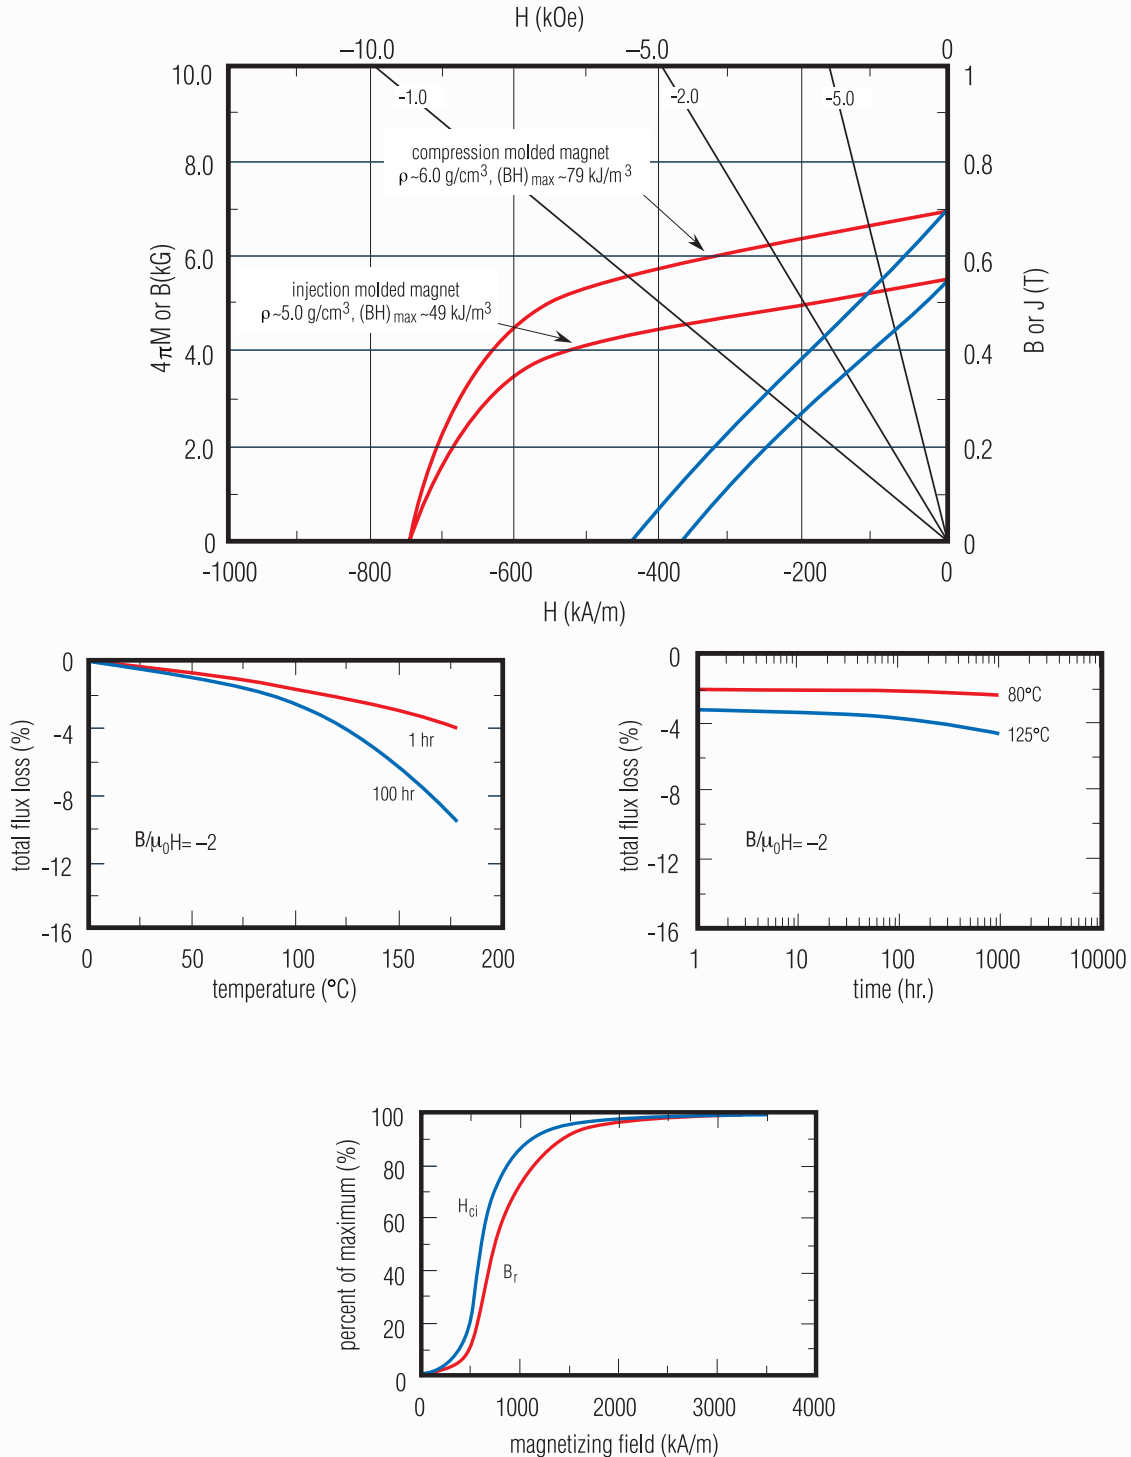 H (kOe)
–10.0 –5.0 0
10.0 1
-1.0 -2.0 -5.0
compression molded magnet
ρ~6.0 g/cm³, (BH)max ~79 kJ/m³
8.0 0.8
6.0 0.6
injection molded magnet
ρ~5.0 g/cm³, (BH)max ~49 kJ/m³
4πM or B(kG)
B or J (T)
4.0 0.4
2.0 0.2
0 0
-1000 -800 -600 -400 -200 0
H (kA/m)
0
-4
-8
-12
-16
total flux loss (%)
1 hr
100 hr
B/μ₀H= –2
0 50 100 150 200
temperature (°C)
0
-4
-8
-12
-16
total flux loss (%)
80°C
125°C
B/μ₀H= –2
1 10 100 1000 10000
time (hr.)
100
80
60
40
20
0
percent of maximum (%)
Hci
Br
0 1000 2000 3000 4000
magnetizing field (kA/m)